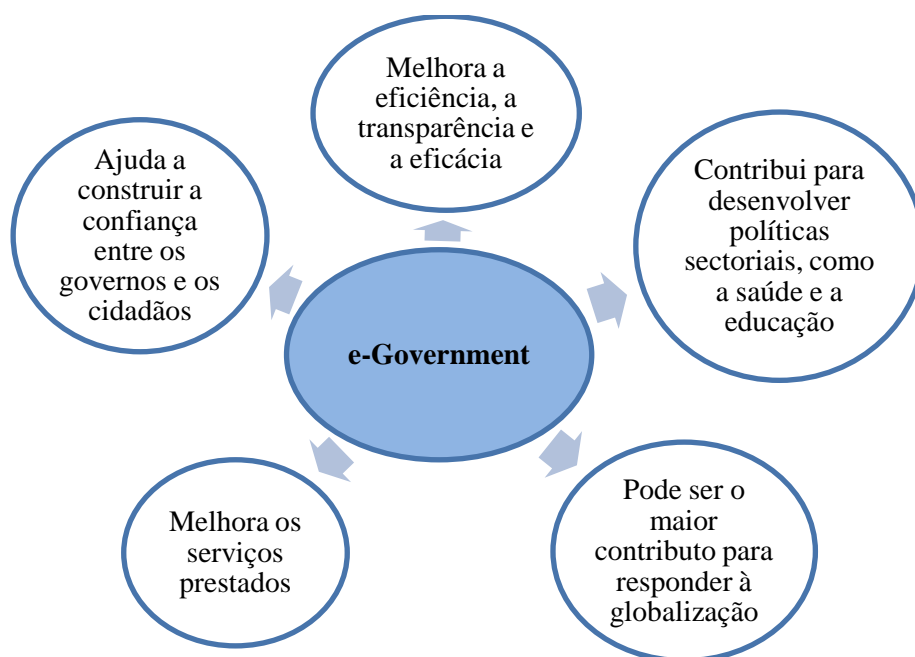 Melhora a
eficiência, a
transparência e
a eficácia
Ajuda a
construir a
confiança
entre os
governos e os
cidadãos
Contribui para
desenvolver
políticas
sectoriais, como
a saúde e a
educação
e-Government
Melhora os
serviços
prestados
Pode ser o
maior
contributo para
responder à
globalização